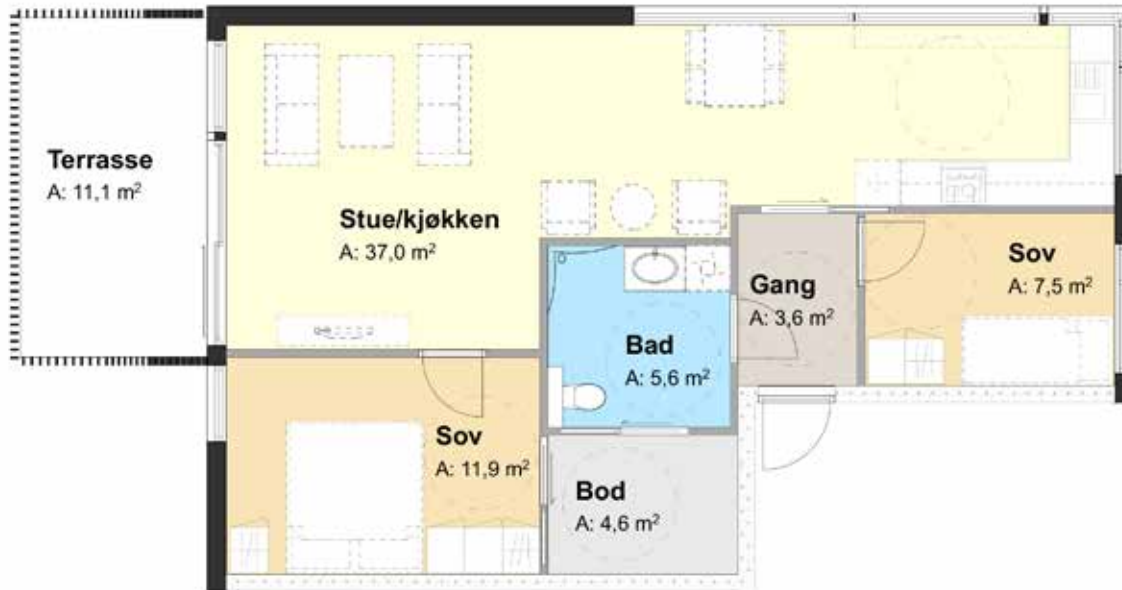 Terrasse
A: 11,1 m²
Stue/kjøkken
A: 37,0 m²
Gang
A: 3,6 m²
Sov
A: 7,5 m²
Bad
A: 5,6 m²
Sov
A: 11,9 m²
Bod
A: 4,6 m²